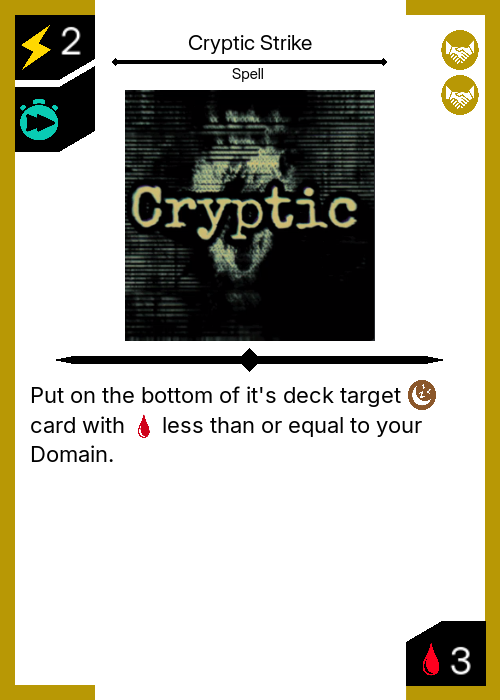 2
Cryptic Strike
Spell
Cryptic
Put on the bottom of it's deck target
card with less than or equal to your
Domain.
3